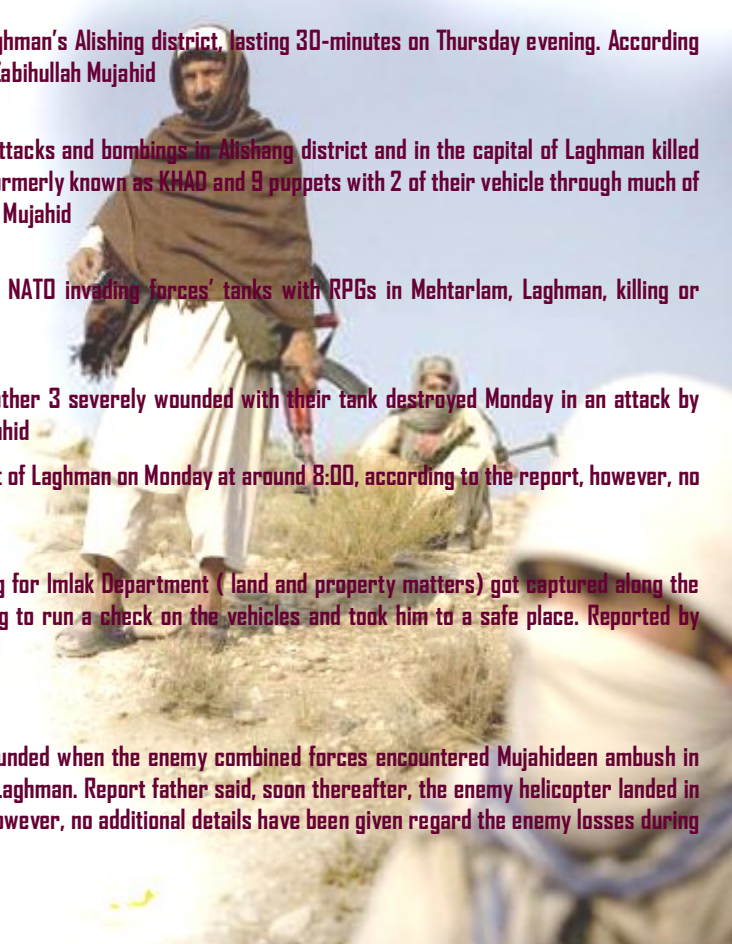 ghman's Alishing district, lasting 30-minutes on Thursday evening. According
Zabihullah Mujahid
ttacks and bombings in Alishang district and in the capital of Laghman killed
ormerly known as KHAD and 9 puppets with 2 of their vehicle through much of
Mujahid
NATO invading forces' tanks with RPGs in Mehtarlam, Laghman, killing or
other 3 severely wounded with their tank destroyed Monday in an attack by
ahid
t of Laghman on Monday at around 8:00, according to the report, however, no
g for Imlak Department ( land and property matters) got captured along the
g to run a check on the vehicles and took him to a safe place. Reported by
unded when the enemy combined forces encountered Mujahideen ambush in
Laghman. Report father said, soon thereafter, the enemy helicopter landed in
owever, no additional details have been given regard the enemy losses during